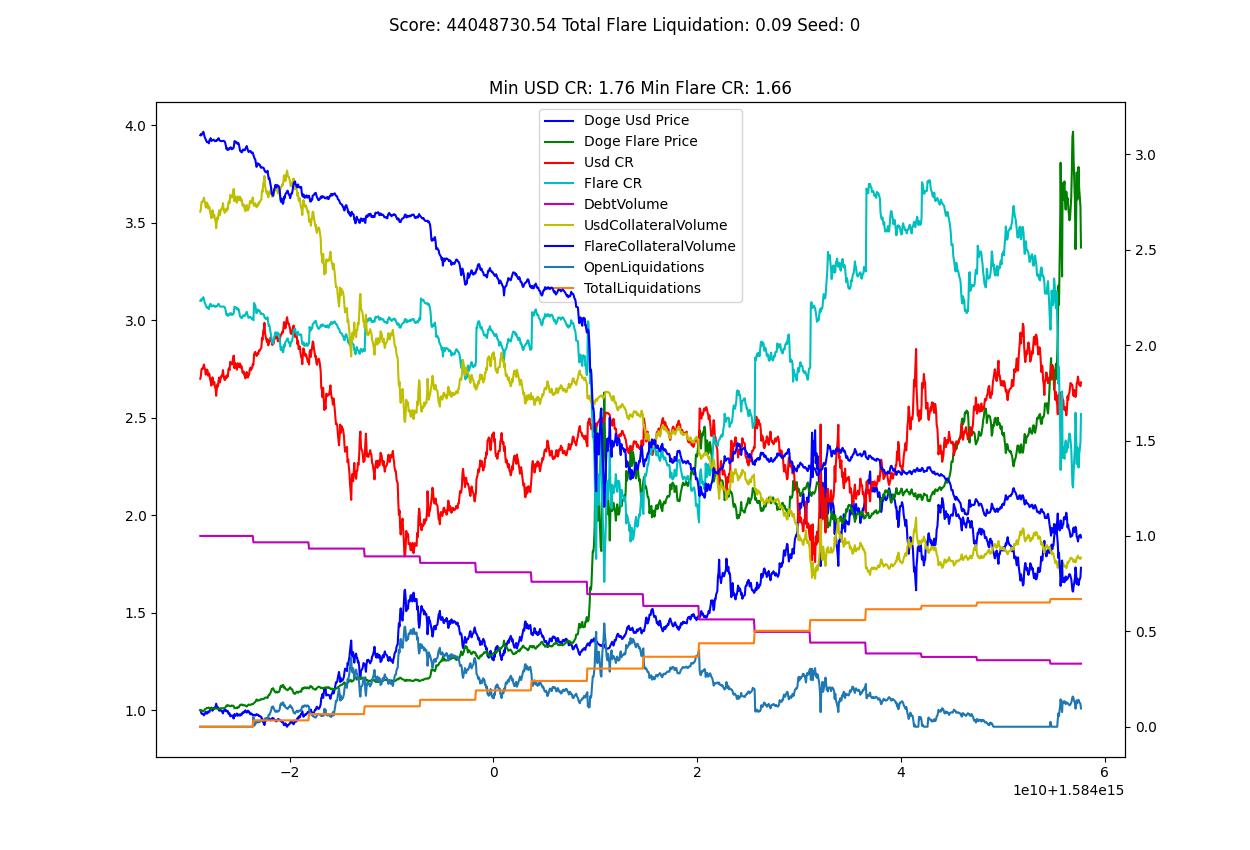 Score: 44048730.54 Total Flare Liquidation: 0.09 Seed: 0
Min USD CR: 1.76 Min Flare CR: 1.66
Doge Usd Price
Doge Flare Price
Usd CR
Flare CR
DebtVolume
UsdCollateralVolume
FlareCollateralVolume
OpenLiquidations
TotalLiquidations
4.0
3.5
3.0
2.5
2.0
1.5
1.0
3.0
2.5
2.0
1.5
1.0
0.5
0.0
−2 0 2 4 6
1e10+1.584e15